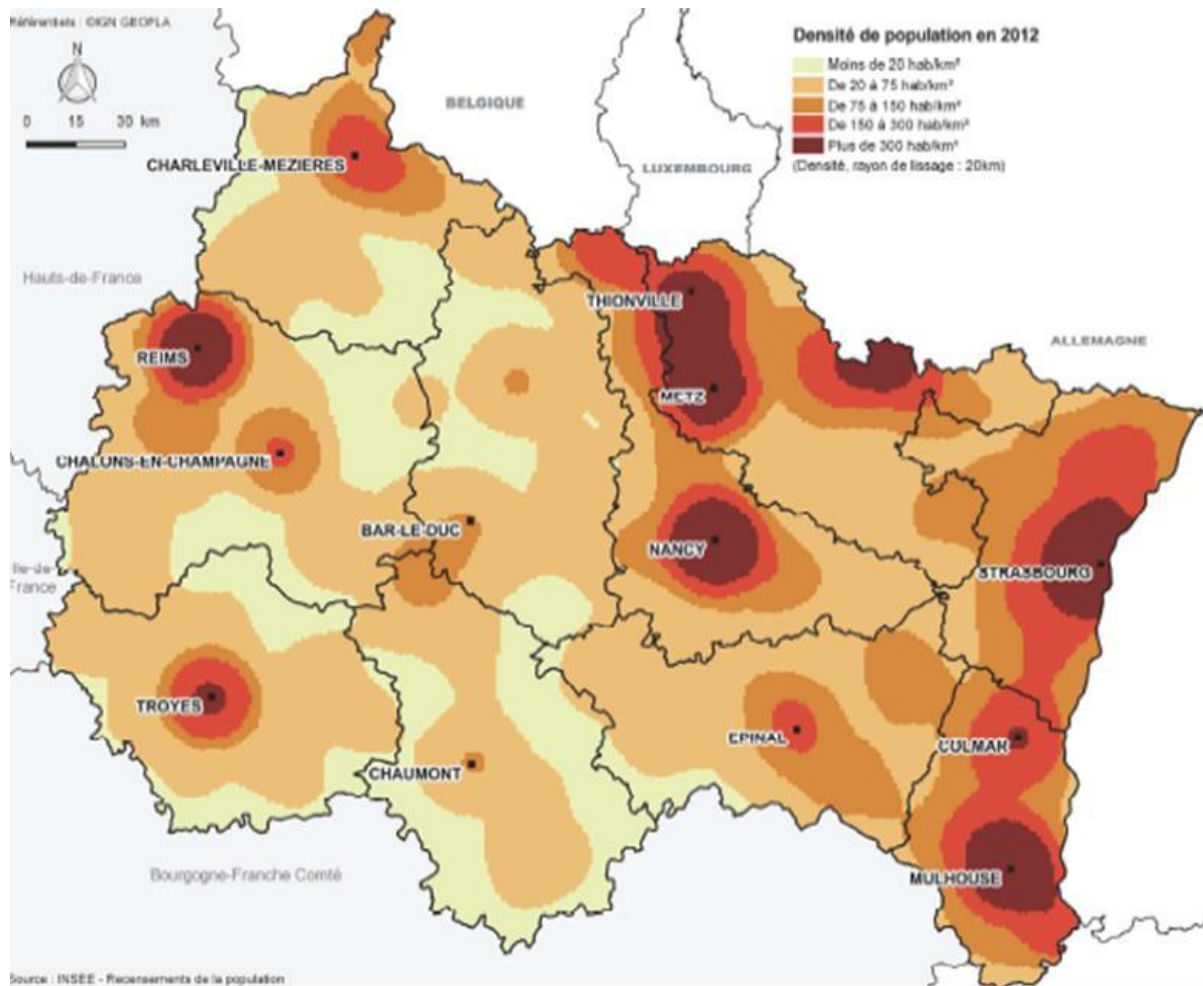 Référentiels : ©IGN GEOFLA
N
0 15 30 km
Densité de population en 2012
Moins de 20 hab/km²
De 20 à 75 hab/km²
De 75 à 150 hab/km²
De 150 à 300 hab/km²
Plus de 300 hab/km²
(Densité, rayon de lissage : 20km)
BELGIQUE
LUXEMBOURG
CHARLEVILLE-MEZIERES
Hauts-de-France
THIONVILLE
ALLEMAGNE
REIMS
METZ
CHALONS-EN-CHAMPAGNE
BAR-LE-DUC
NANCY
STRASBOURG
Ile-de-
France
TROYES
EPINAL
COLMAR
CHAUMONT
Bourgogne-Franche Comté
MULHOUSE
Source : INSEE - Recensements de la population